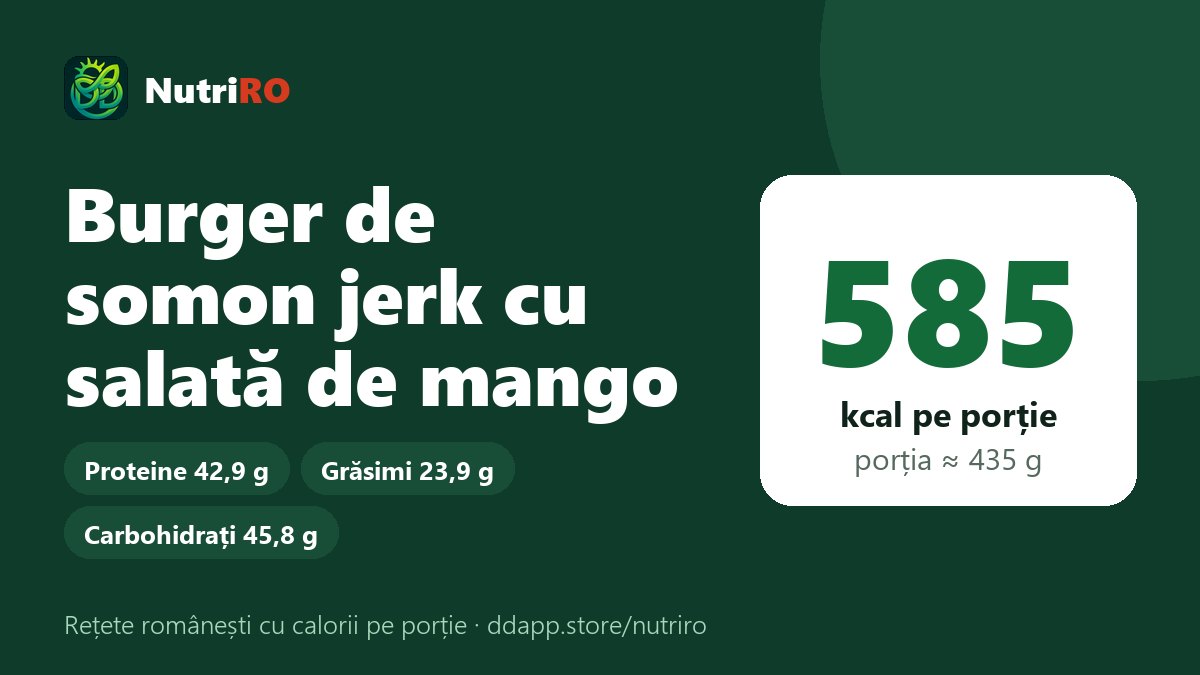 NutriRO
Burger de
somon jerk cu
salată de mango
Proteine 42,9 g
Grăsimi 23,9 g
Carbohidrați 45,8 g
585
kcal pe porție
porția ≈ 435 g
Rețete românești cu calorii pe porție · ddapp.store/nutriro